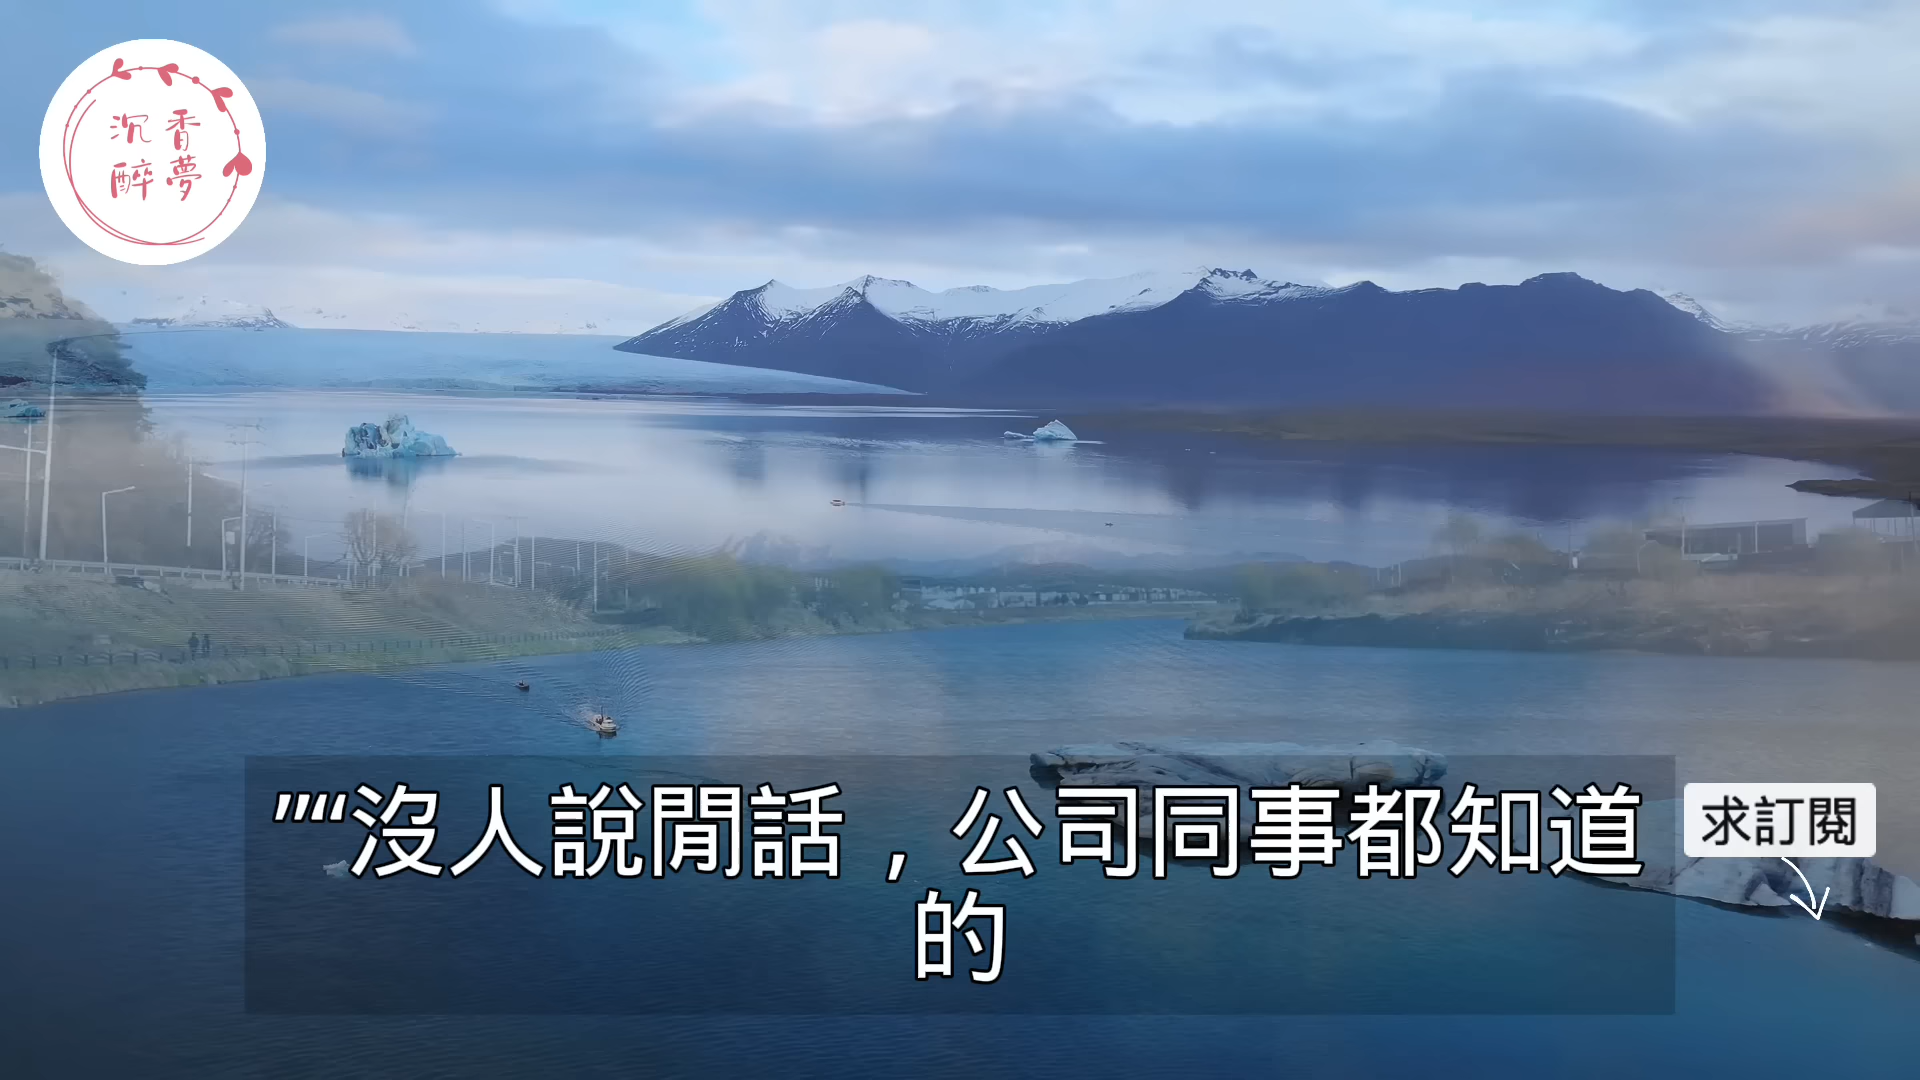 沉香
醉夢
””““沒人說閒話，公司同事都知道
的
求訂閱